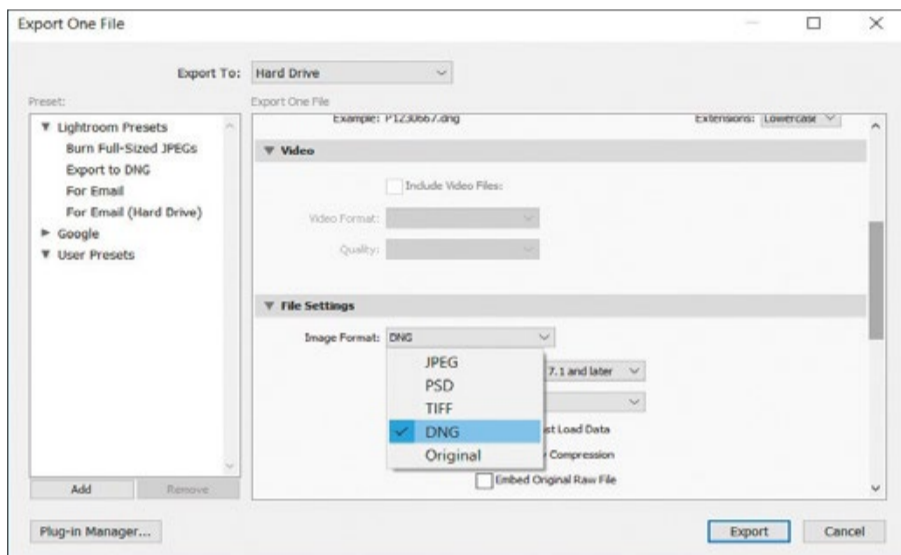 Export One File
Export To: Hard Drive
Preset:
Export One File
Lightroom Presets
Burn Full-Sized JPEGs
Export to DNG
For Email
For Email (Hard Drive)
Google
User Presets
Example: P1230667.dng
Extensions: Lowercase
Video
Include Video Files:
Video Format:
Quality:
File Settings
Image Format: DNG
JPEG
PSD
TIFF
DNG
Original
7.1 and later
st Load Data
Compression
Embed Original Raw File
Add
Remove
Plug-in Manager...
Export
Cancel